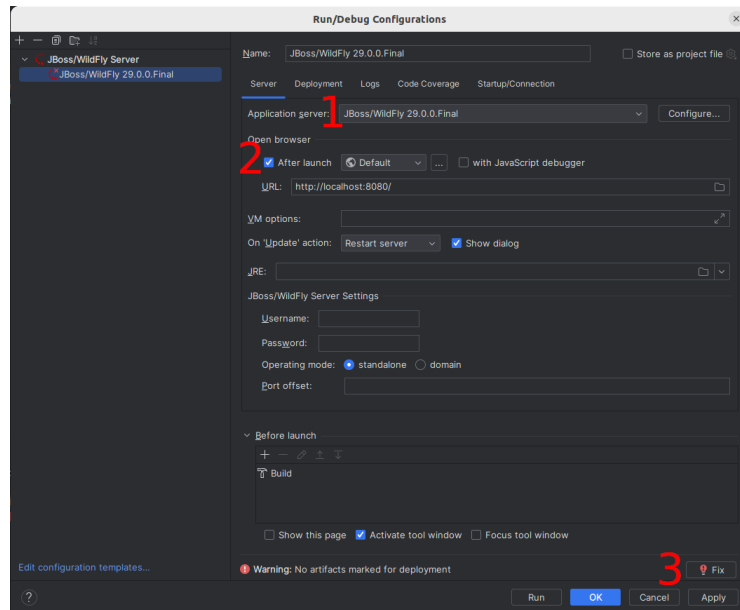 Run/Debug Configurations
JBoss/WildFly Server
JBoss/WildFly 29.0.0.Final
Name: JBoss/WildFly 29.0.0.Final Store as project file
Server Deployment Logs Code Coverage Startup/Connection
1
Application server: JBoss/WildFly 29.0.0.Final Configure...
Open browser
2
After launch Default ... with JavaScript debugger
URL: http://localhost:8080/
VM options:
On 'Update' action: Restart server Show dialog
JRE:
JBoss/WildFly Server Settings
Username:
Password:
Operating mode: standalone domain
Port offset:
Before launch
Build
Show this page Activate tool window Focus tool window
Edit configuration templates...
Warning: No artifacts marked for deployment
3
Fix
? Run OK Cancel Apply